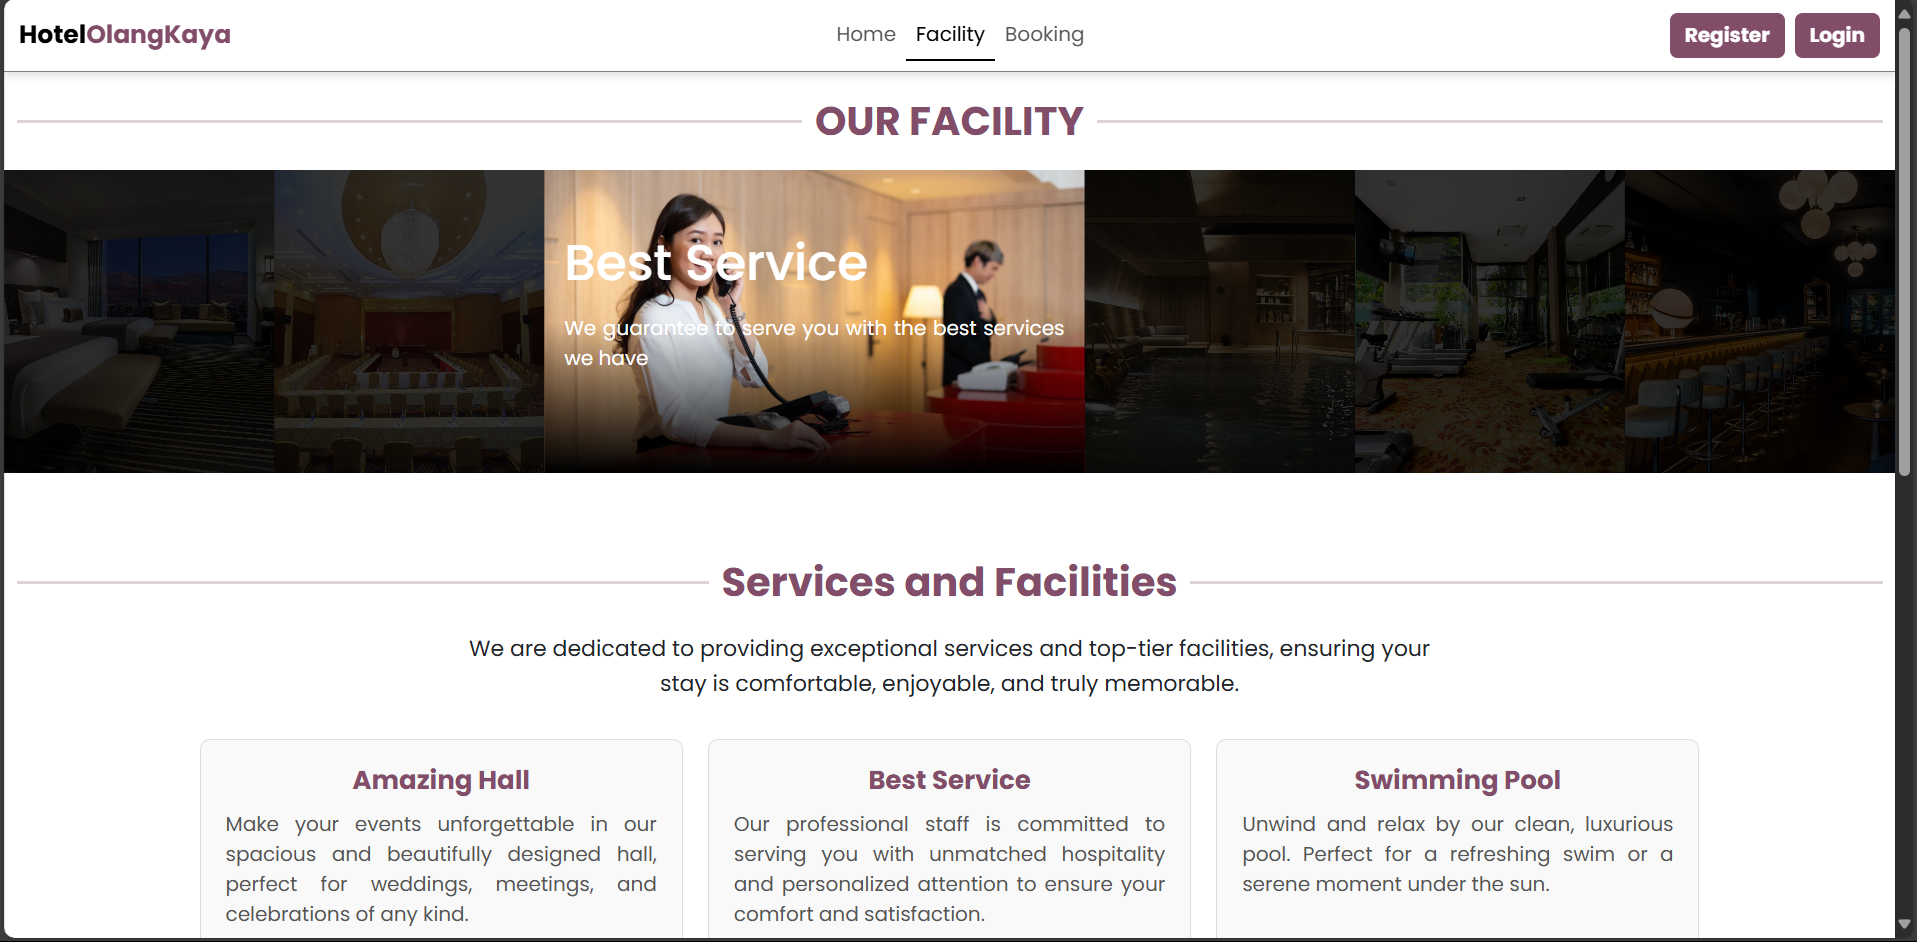 HotelOlangKaya
Home Facility Booking
Register Login
OUR FACILITY
Best Service
We guarantee to serve you with the best services
we have
Services and Facilities
We are dedicated to providing exceptional services and top-tier facilities, ensuring your
stay is comfortable, enjoyable, and truly memorable.
Amazing Hall
Make your events unforgettable in our
spacious and beautifully designed hall,
perfect for weddings, meetings, and
celebrations of any kind.
Best Service
Our professional staff is committed to
serving you with unmatched hospitality
and personalized attention to ensure your
comfort and satisfaction.
Swimming Pool
Unwind and relax by our clean, luxurious
pool. Perfect for a refreshing swim or a
serene moment under the sun.